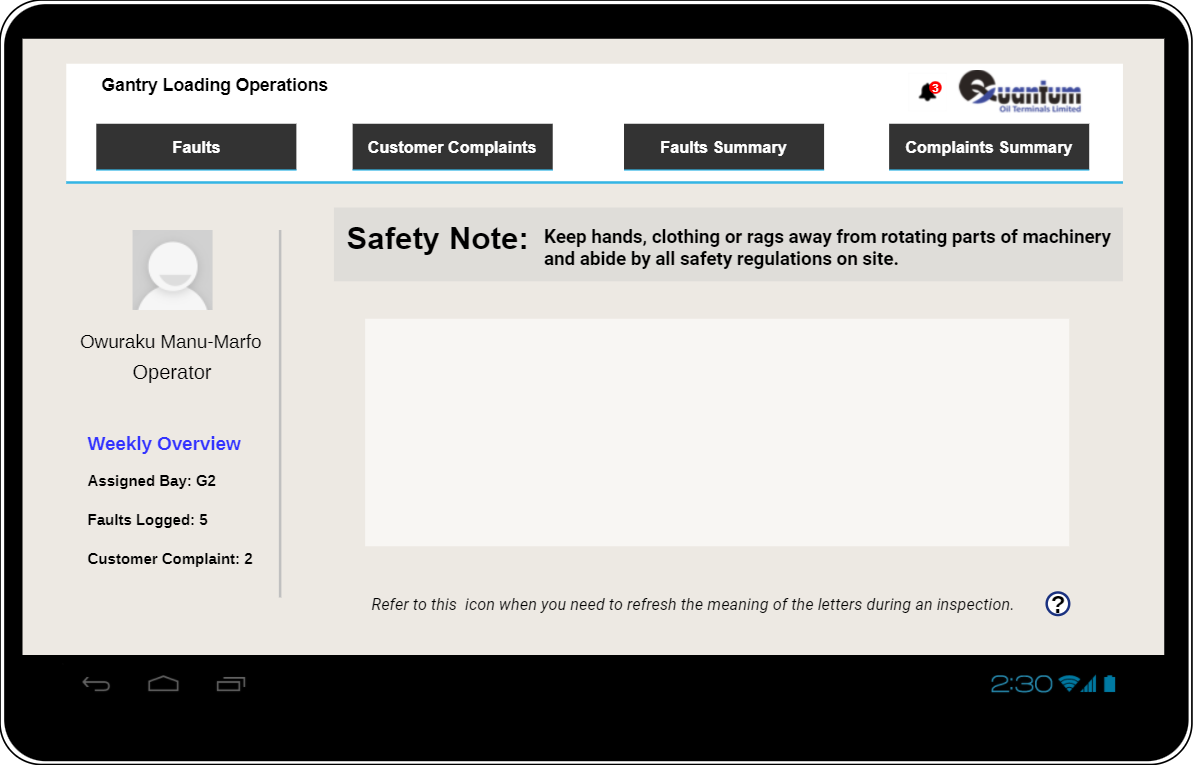 Gantry Loading Operations
3
Quantum
Oil Terminals Limited
Faults
Customer Complaints
Faults Summary
Complaints Summary
Safety Note:
Keep hands, clothing or rags away from rotating parts of machinery
and abide by all safety regulations on site.
Owuraku Manu-Marfo
Operator
Weekly Overview
Assigned Bay: G2
Faults Logged: 5
Customer Complaint: 2
Refer to this  icon when you need to refresh the meaning of the letters during an inspection.
?
2:30